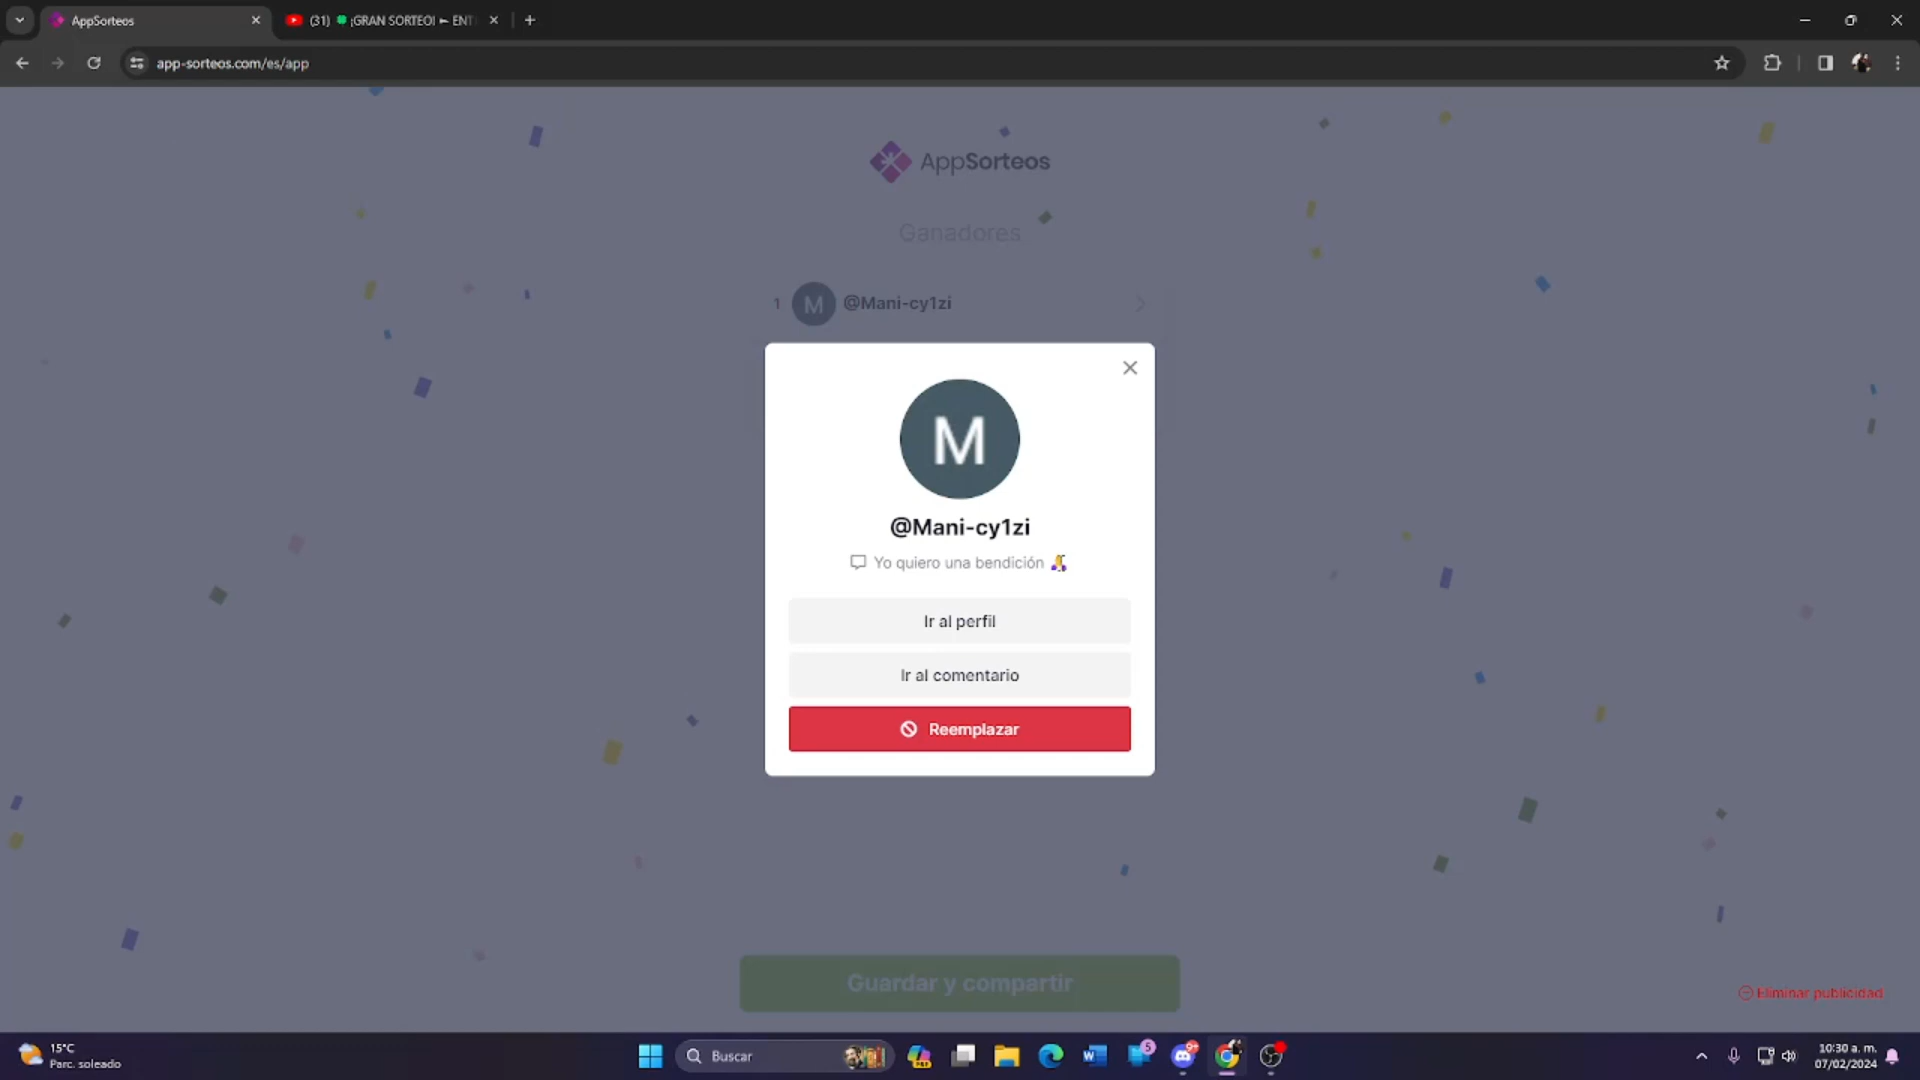 AppSorteos
(31) 🍀 ¡GRAN SORTEO! ► ENT
app-sorteos.com/es/app
AppSorteos
Ganadores
1 M @Mani-cy1zi
M
@Mani-cy1zi
Yo quiero una bendición
Ir al perfil
Ir al comentario
Reemplazar
Guardar y compartir
Eliminar publicidad
15°C
Parc. soleado
Buscar
5
9+
10:30 a. m.
07/02/2024